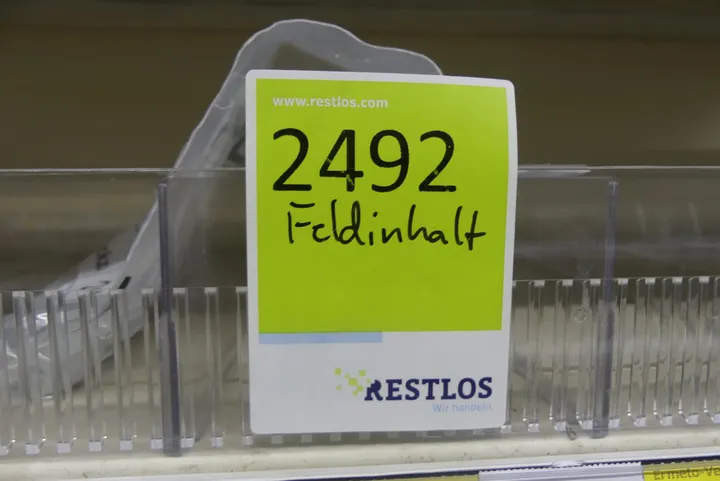 www.restlos.com
2492
Feldinhalt
RESTLOS
Wir handeln.